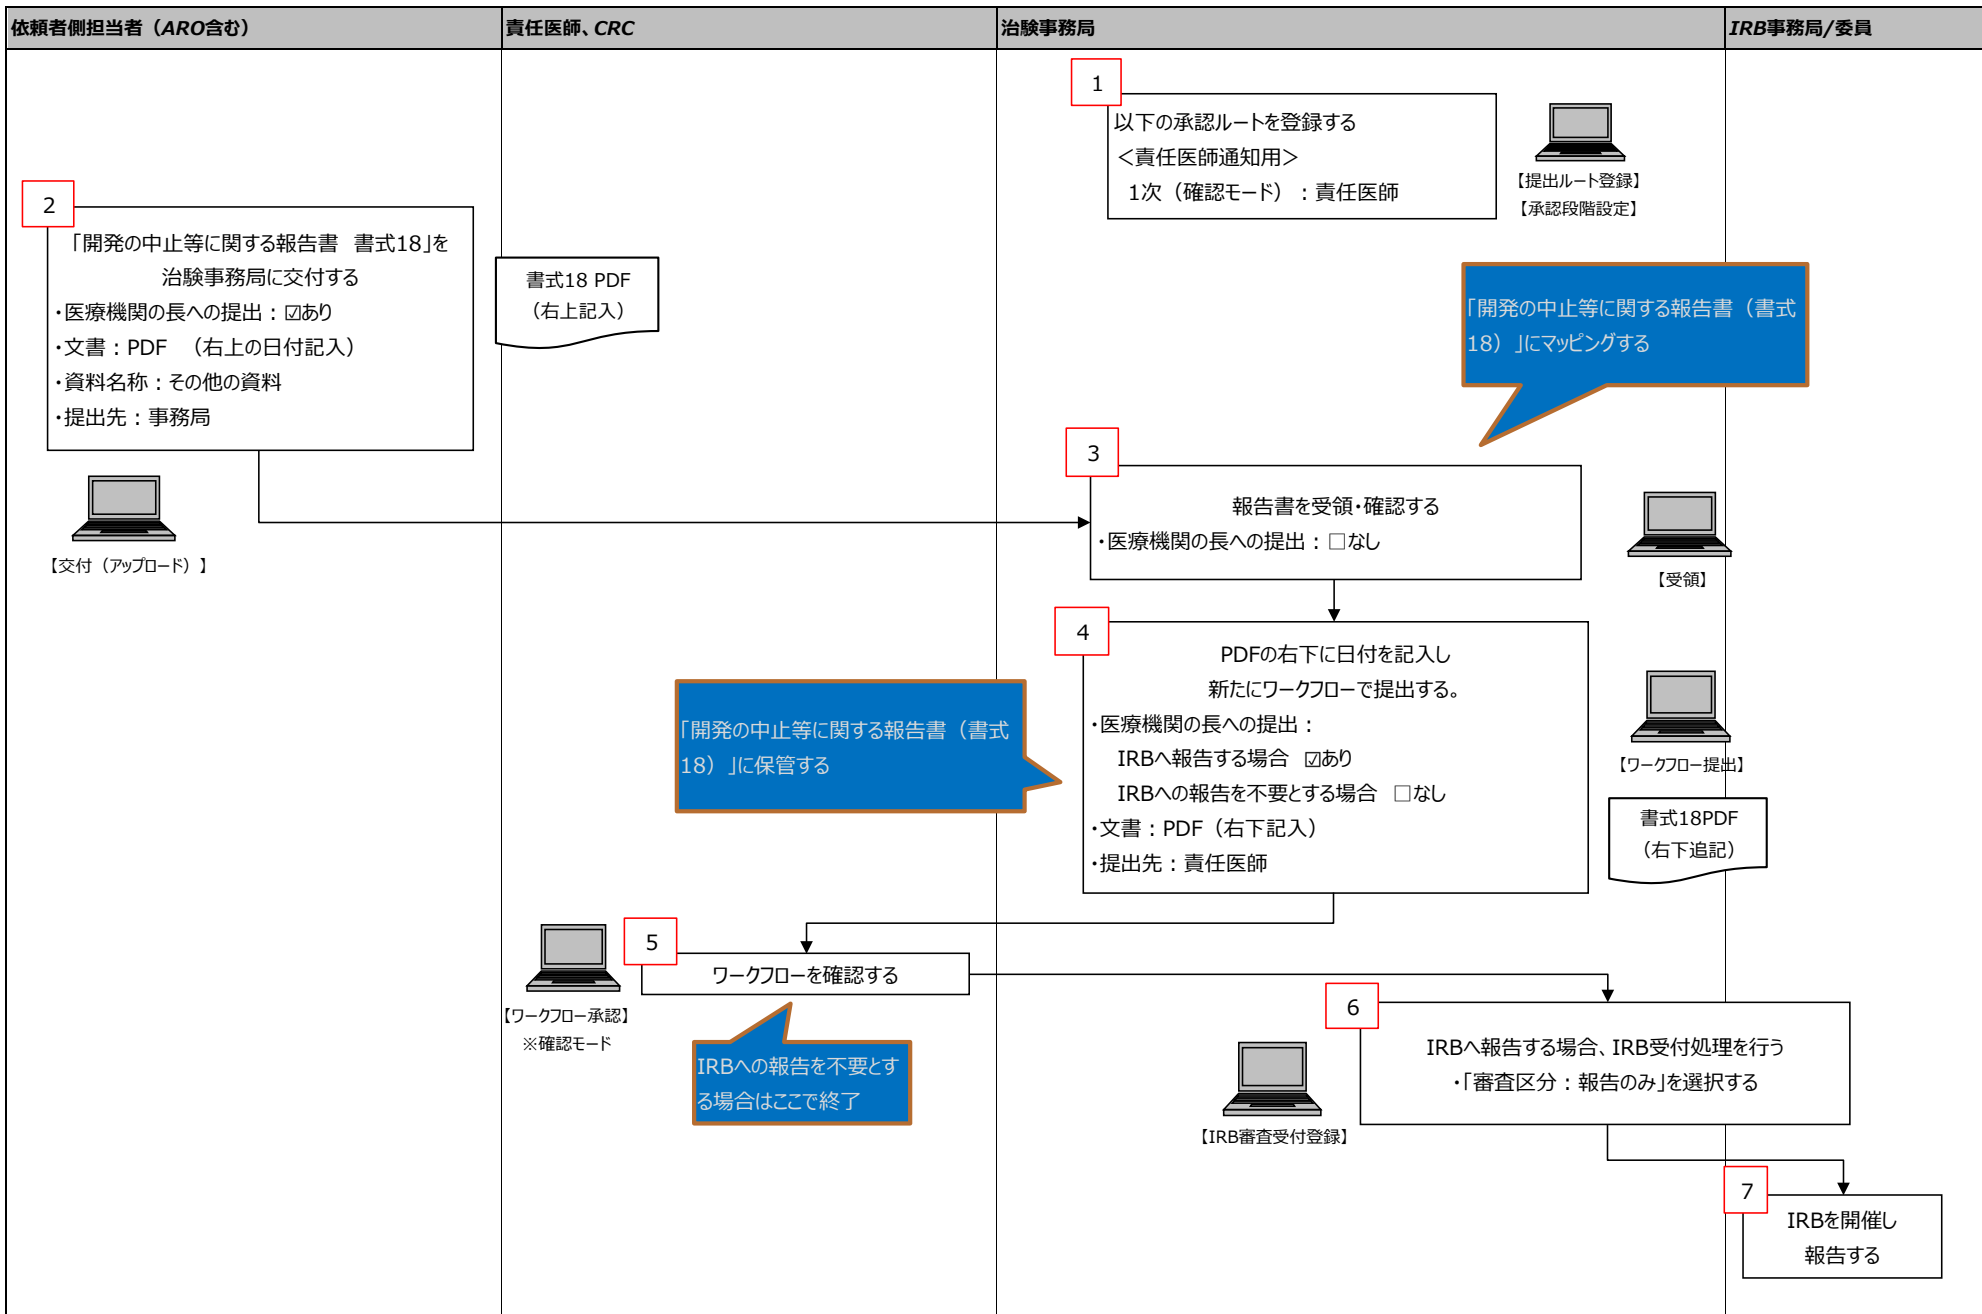 依頼者側担当者（ARO含む）
責任医師、CRC
治験事務局
IRB事務局/委員
1
以下の承認ルートを登録する
＜責任医師通知用＞
1次（確認モード）：責任医師
【提出ルート登録】
【承認段階設定】
2
「開発の中止等に関する報告書　書式18」を
治験事務局に交付する
・医療機関の長への提出：☑あり
・文書：PDF　（右上の日付記入）
・資料名称：その他の資料
・提出先：事務局
【交付（アップロード）】
書式18 PDF
（右上記入）
「開発の中止等に関する報告書（書式
18）」にマッピングする
3
報告書を受領・確認する
・医療機関の長への提出：□なし
【受領】
4
PDFの右下に日付を記入し
新たにワークフローで提出する。
・医療機関の長への提出：
IRBへ報告する場合　☑あり
IRBへの報告を不要とする場合　□なし
・文書：PDF（右下記入）
・提出先：責任医師
「開発の中止等に関する報告書（書式
18）」に保管する
【ワークフロー提出】
書式18PDF
（右下追記）
5
ワークフローを確認する
【ワークフロー承認】
※確認モード
IRBへの報告を不要とす
る場合はここで終了
6
IRBへ報告する場合、IRB受付処理を行う
・「審査区分：報告のみ」を選択する
【IRB審査受付登録】
7
IRBを開催し
報告する